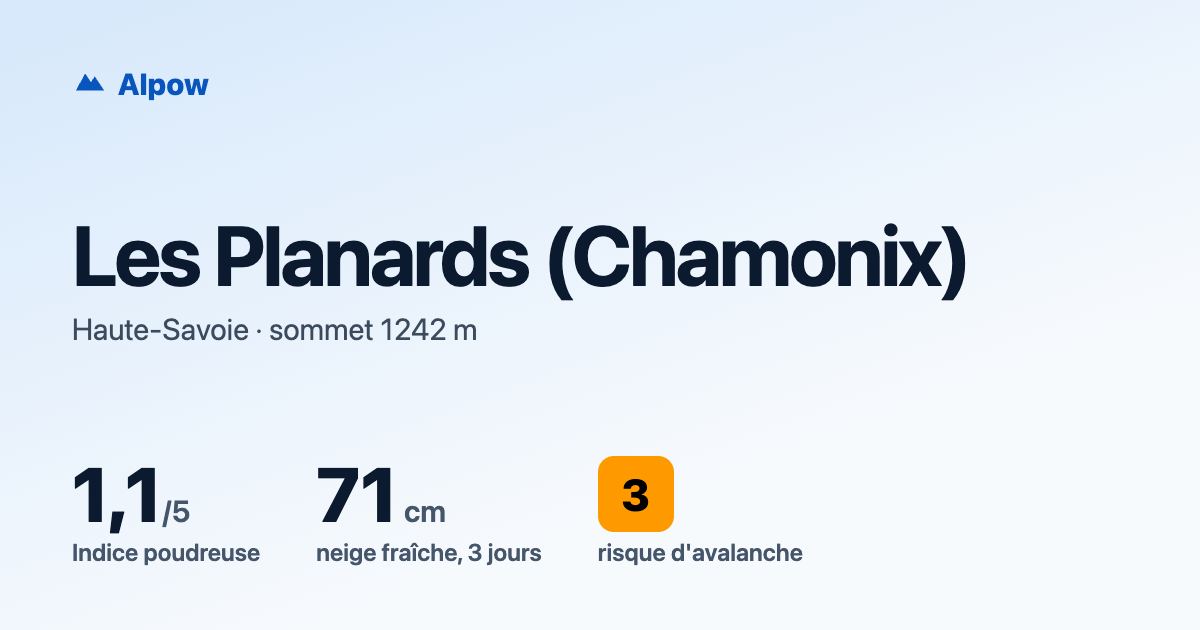 Alpow
Les Planards (Chamonix)
Haute-Savoie · sommet 1242 m
1,1/5
Indice poudreuse
71 cm
neige fraîche, 3 jours
3
risque d'avalanche